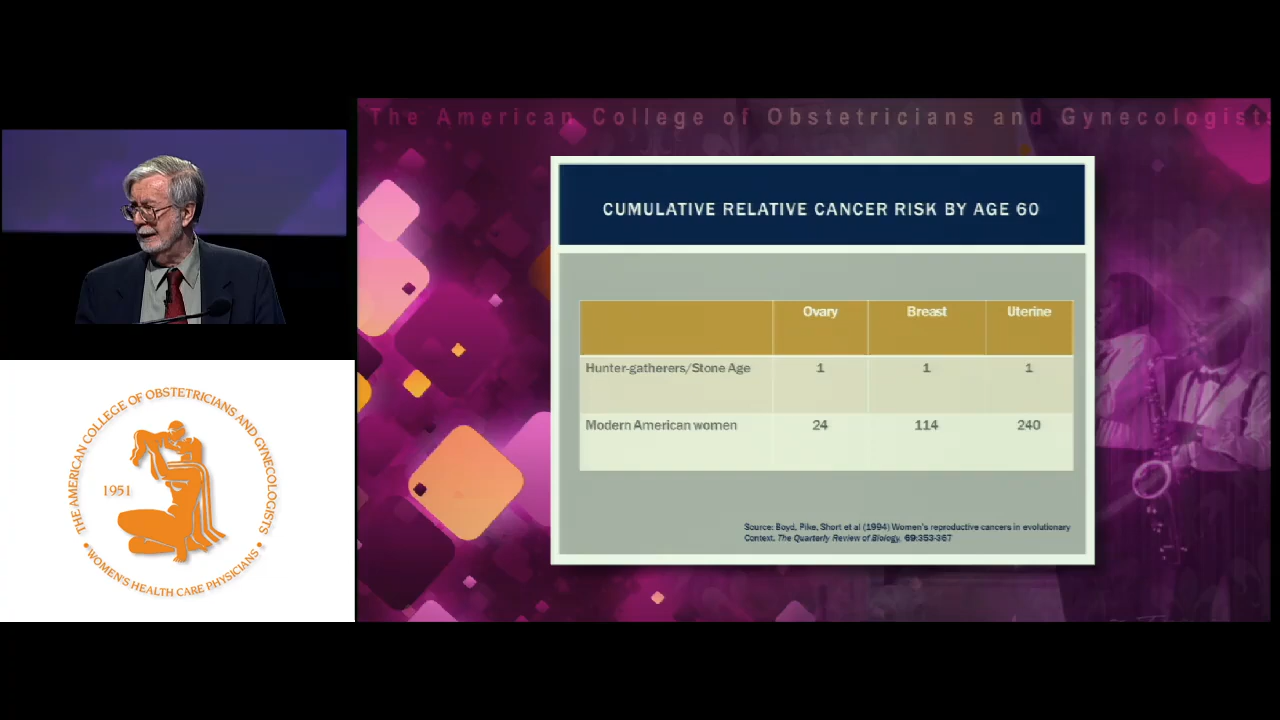 The American College of Obstetricians and Gynecologists
CUMULATIVE RELATIVE CANCER RISK BY AGE 60
Ovary Breast Uterine
Hunter-gatherers/Stone Age 1 1 1
Modern American women 24 114 240
Source: Boyd, Pike, Short et al (1994) Women's reproductive cancers in evolutionary
Context. The Quarterly Review of Biology. 69:353-367
• THE AMERICAN COLLEGE OF OBSTETRICIANS AND GYNECOLOGISTS •
1951
WOMEN'S HEALTH CARE PHYSICIANS